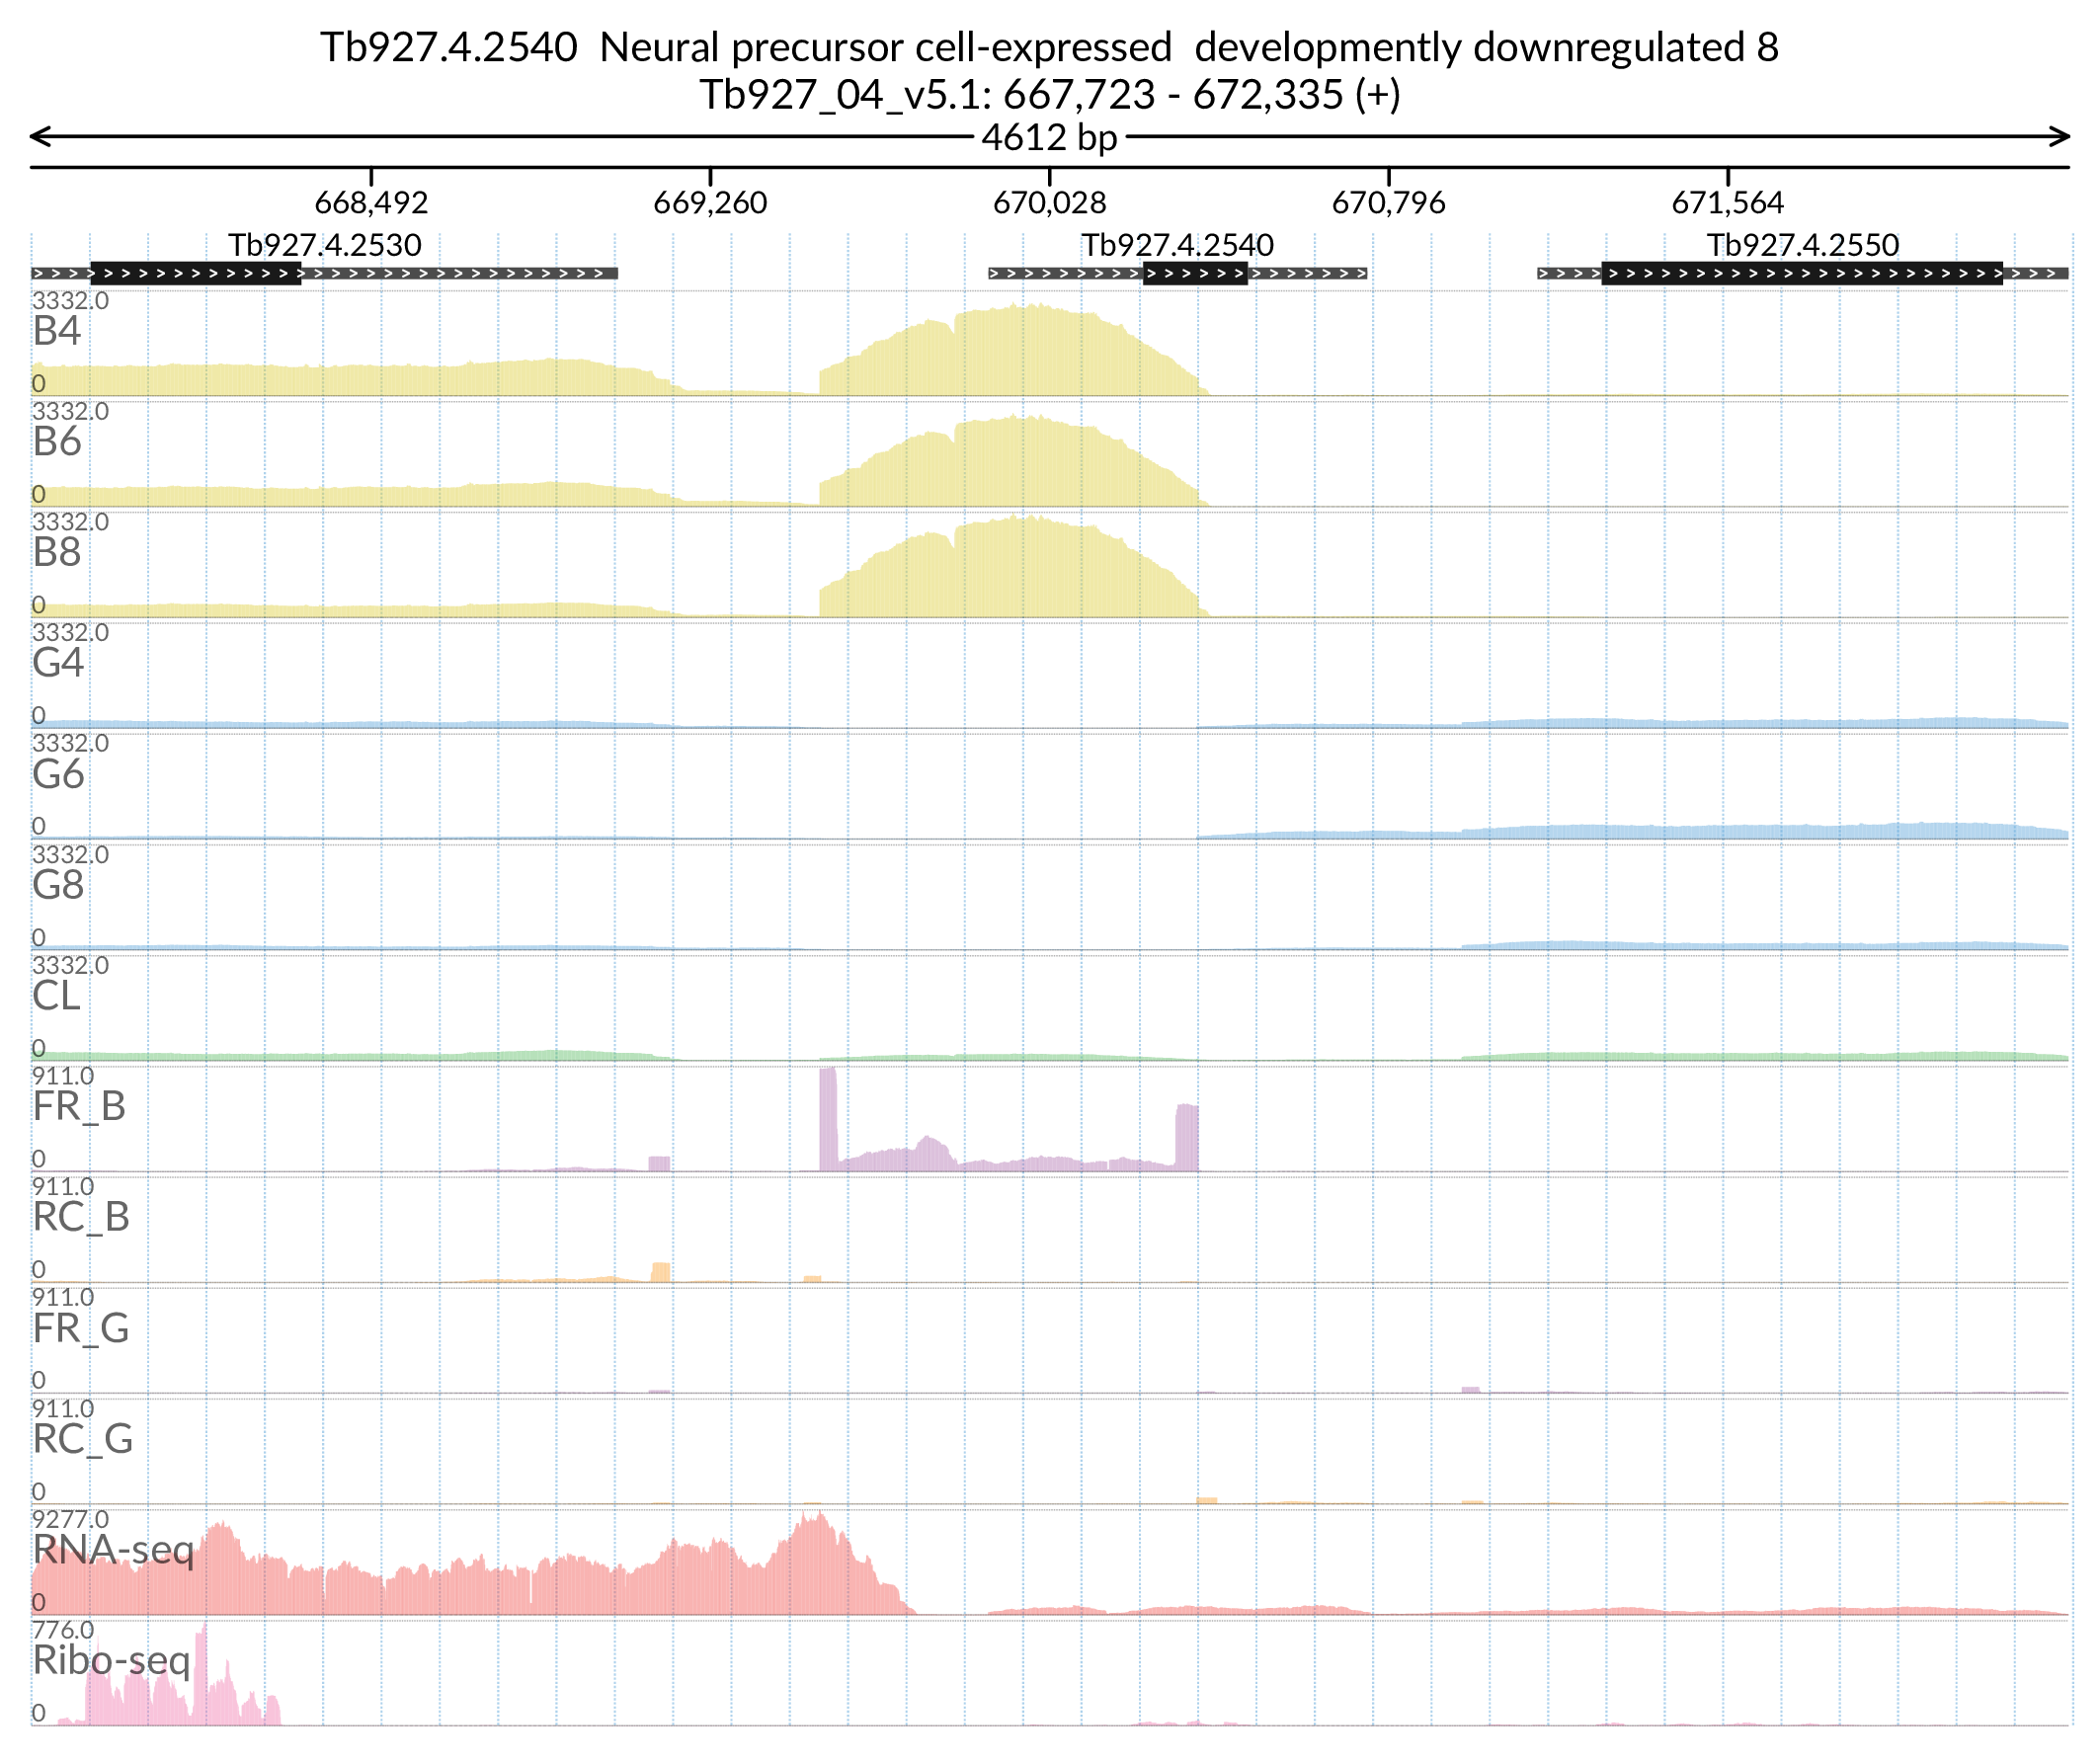 Tb927.4.2540  Neural precursor cell-expressed  developmently downregulated 8
Tb927_04_v5.1: 667,723 - 672,335 (+)
4612 bp
668,492 669,260 670,028 670,796 671,564
Tb927.4.2530 Tb927.4.2540 Tb927.4.2550
3332.0
B4
0
3332.0
B6
0
3332.0
B8
0
3332.0
G4
0
3332.0
G6
0
3332.0
G8
0
3332.0
CL
0
911.0
FR_B
0
911.0
RC_B
0
911.0
FR_G
0
911.0
RC_G
0
9277.0
RNA-seq
0
776.0
Ribo-seq
0